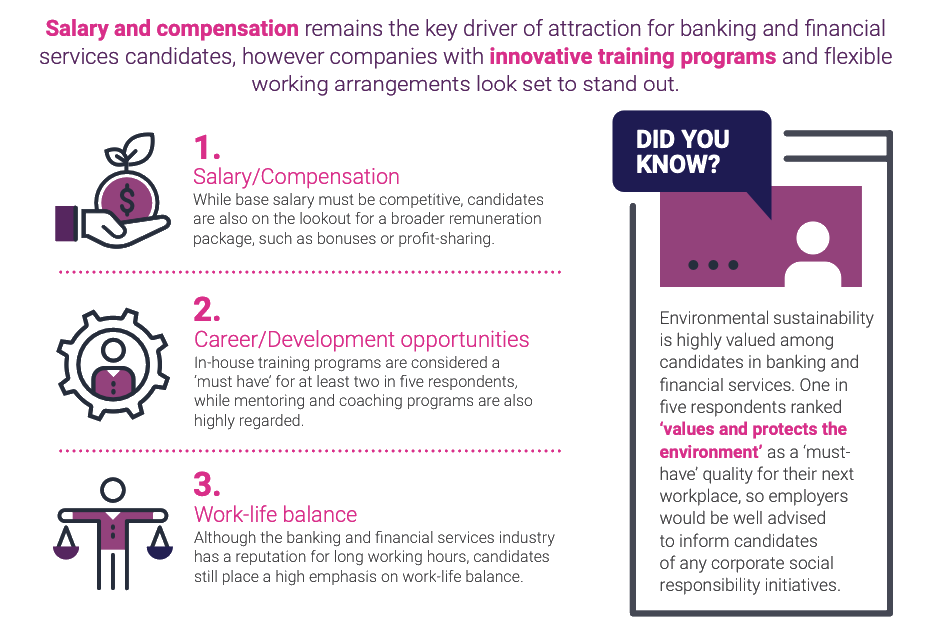 Salary and compensation remains the key driver of attraction for banking and financial
services candidates, however companies with innovative training programs and flexible
working arrangements look set to stand out.
1.
Salary/Compensation
While base salary must be competitive, candidates
are also on the lookout for a broader remuneration
package, such as bonuses or profit-sharing.
$
2.
Career/Development opportunities
In-house training programs are considered a
‘must have’ for at least two in five respondents,
while mentoring and coaching programs are also
highly regarded.
3.
Work-life balance
Although the banking and financial services industry
has a reputation for long working hours, candidates
still place a high emphasis on work-life balance.
DID YOU
KNOW?
Environmental sustainability
is highly valued among
candidates in banking and
financial services. One in
five respondents ranked
‘values and protects the
environment’ as a ‘must-
have’ quality for their next
workplace, so employers
would be well advised
to inform candidates
of any corporate social
responsibility initiatives.